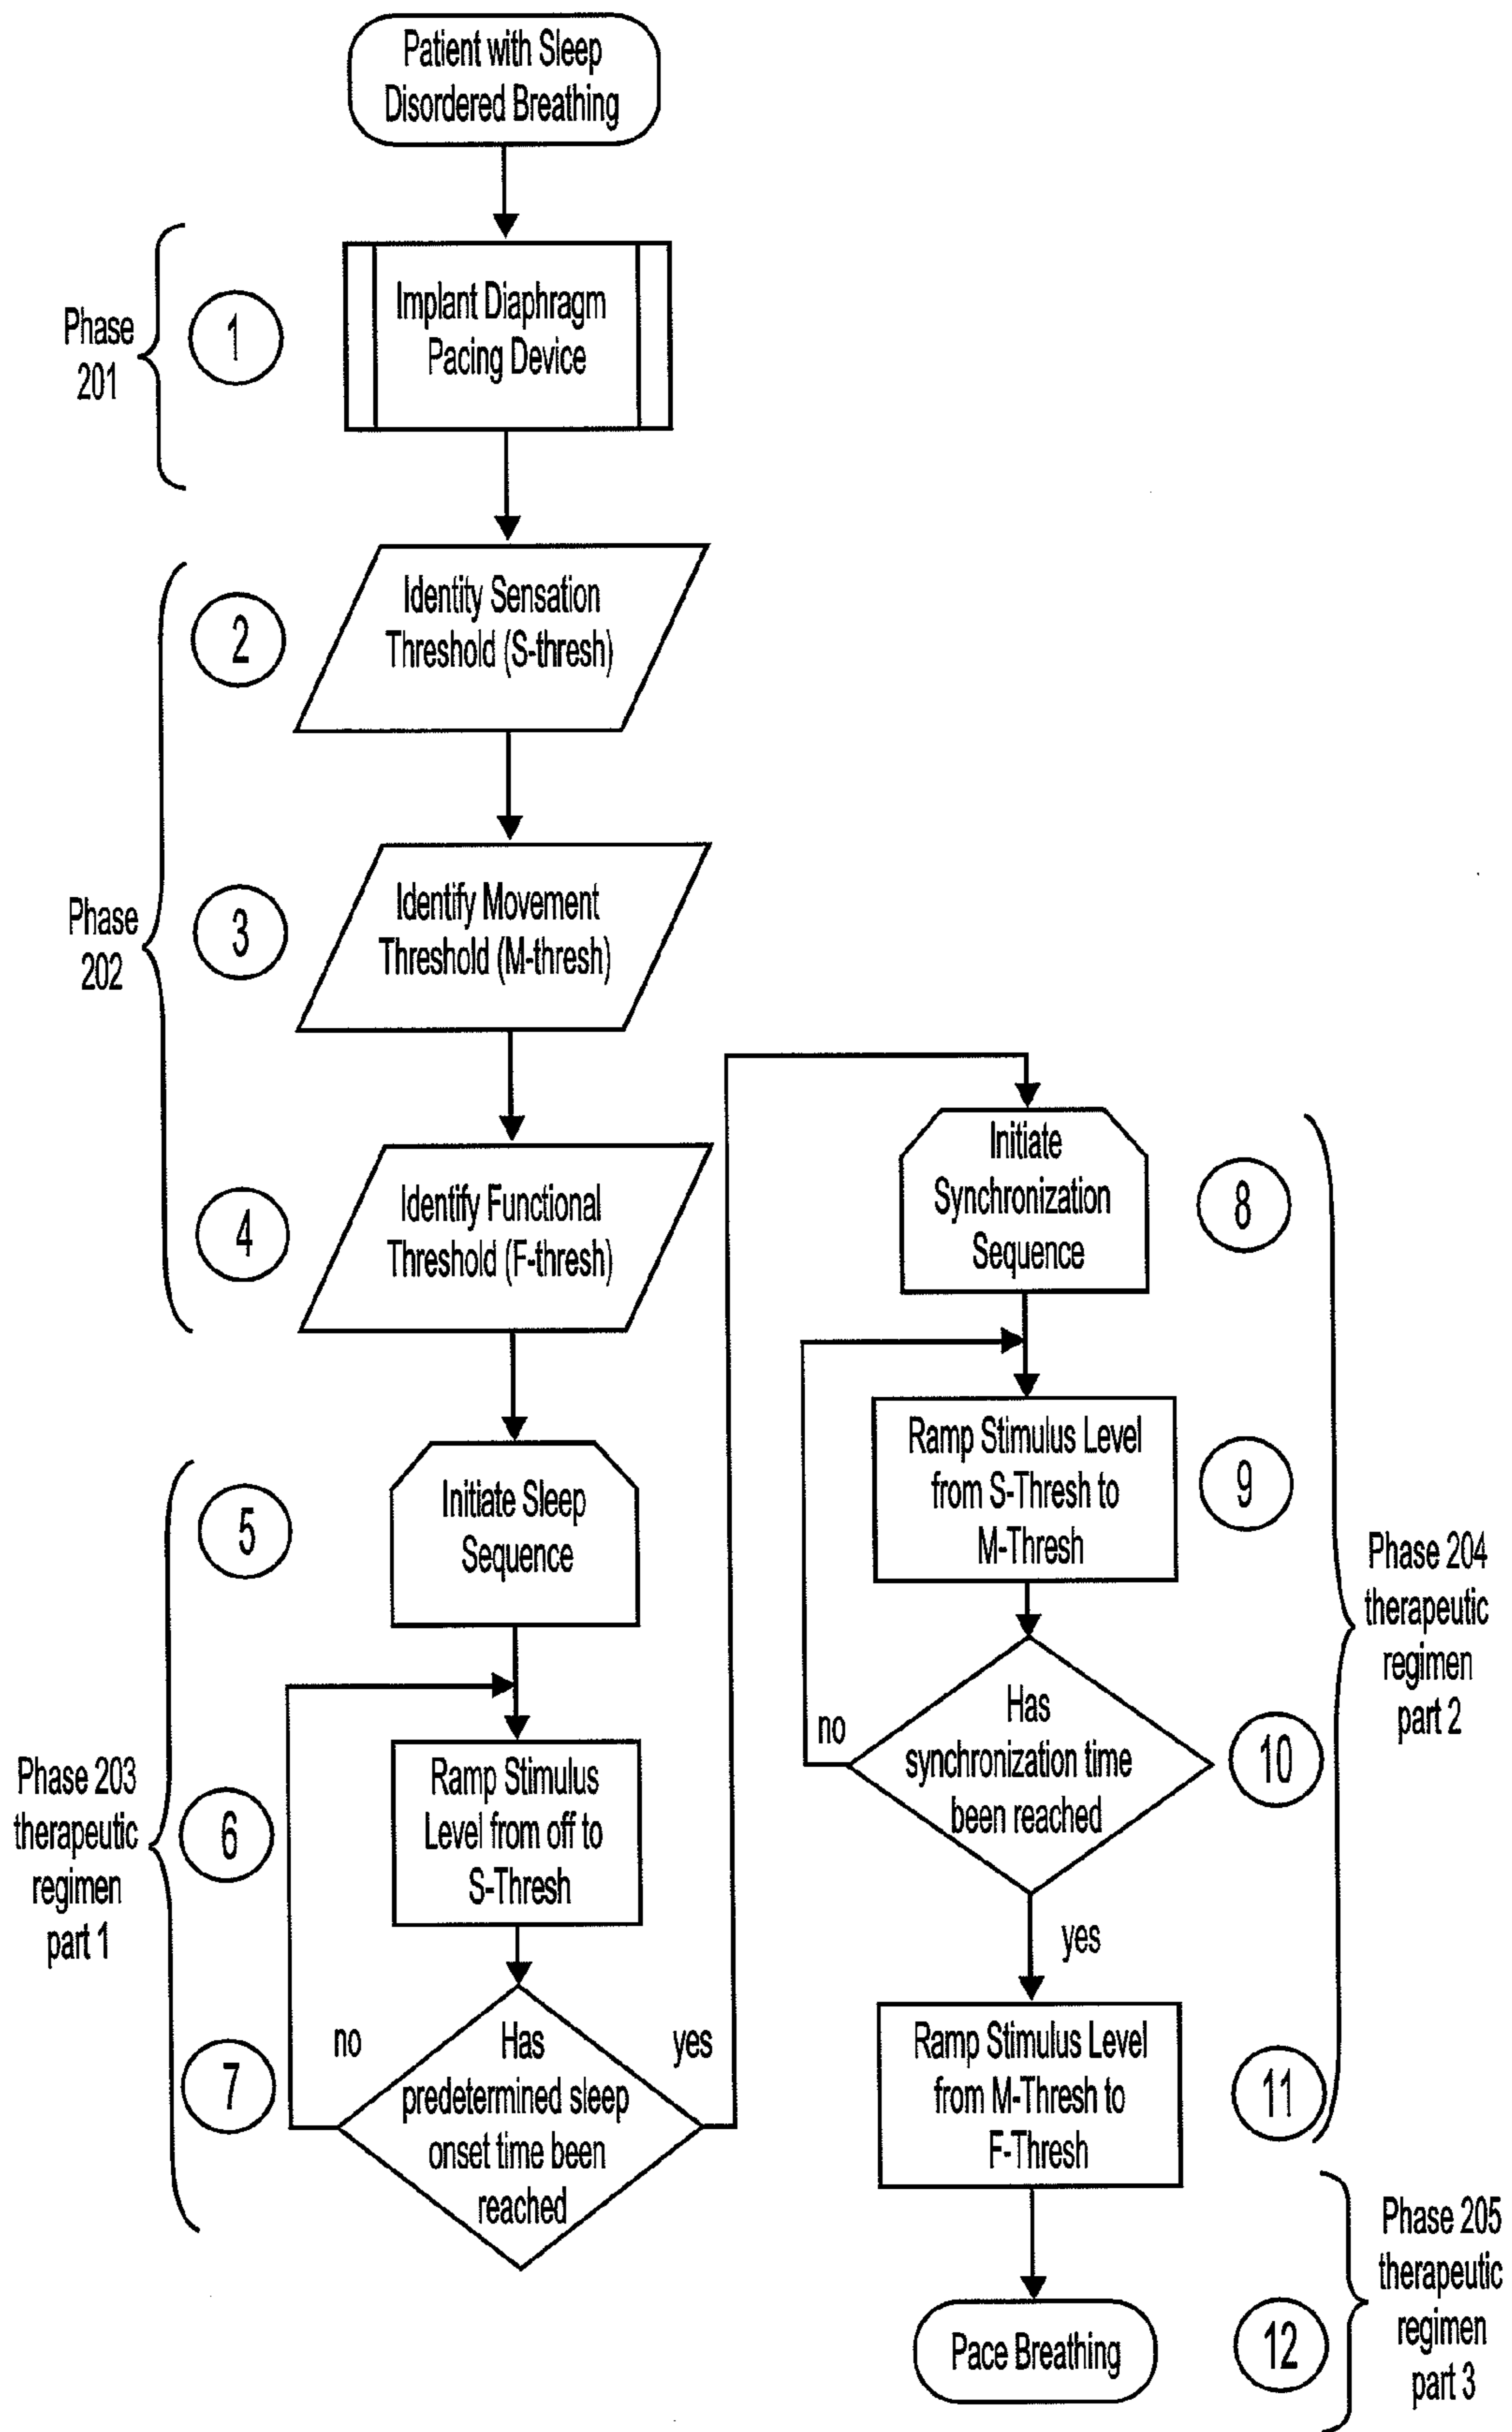 Patient with Sleep
Disordered Breathing
Phase
201
1
Implant Diaphragm
Pacing Device
Phase
202
2
Identity Sensation
Threshold (S-thresh)
3
Identify Movement
Threshold (M-thresh)
4
Identify Functional
Threshold (F-thresh)
Phase 203
therapeutic
regimen
part 1
5
Initiate Sleep
Sequence
6
Ramp Stimulus
Level from off to
S-Thresh
7
no
Has
predetermined sleep
onset time been
reached
yes
Initiate
Synchronization
Sequence
8
Ramp Stimulus Level
from S-Thresh to
M-Thresh
9
no
Has
synchronization time
been reached
10
yes
Ramp Stimulus Level
from M-Thresh to
F-Thresh
11
Phase 204
therapeutic
regimen
part 2
Pace Breathing
12
Phase 205
therapeutic
regimen
part 3